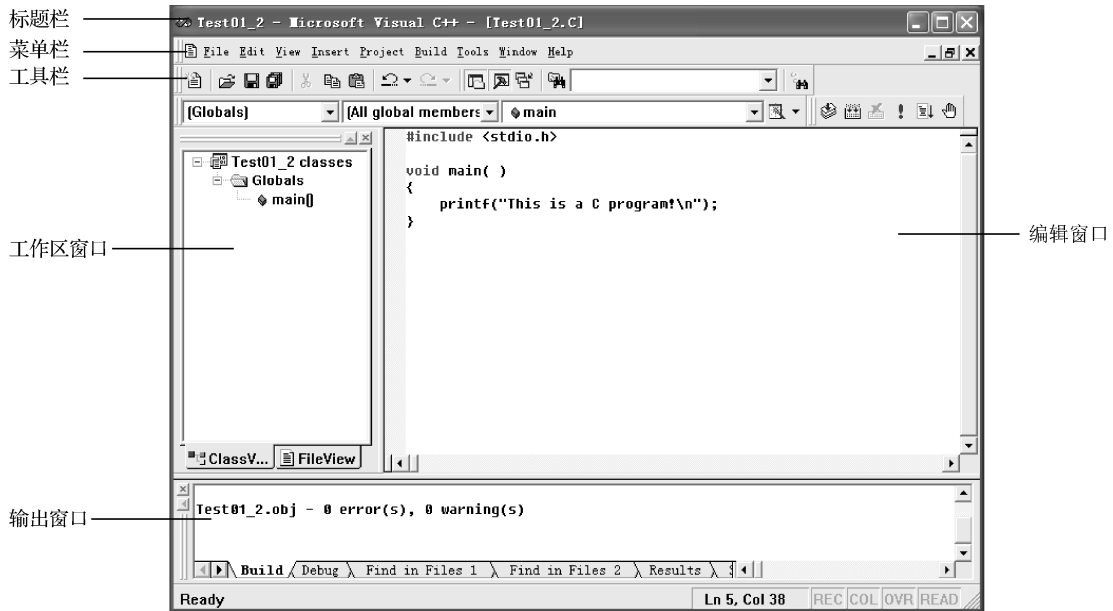 标题栏
Test01_2 - Microsoft Visual C++ - [Test01_2.C]
菜单栏
File Edit View Insert Project Build Tools Window Help
工具栏
(Globals) (All global members main
Test01_2 classes
Globals
main()
ClassV... FileView
工作区窗口
#include <stdio.h>
void main( )
{
printf("This is a C program!\n");
}
编辑窗口
输出窗口
Test01_2.obj - 0 error(s), 0 warning(s)
Build Debug Find in Files 1 Find in Files 2 Results
Ready Ln 5, Col 38 REC COL OVR READ